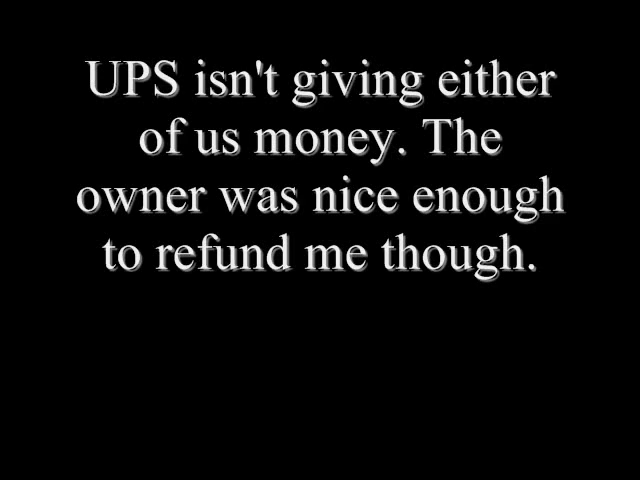 UPS isn't giving either
of us money. The
owner was nice enough
to refund me though.